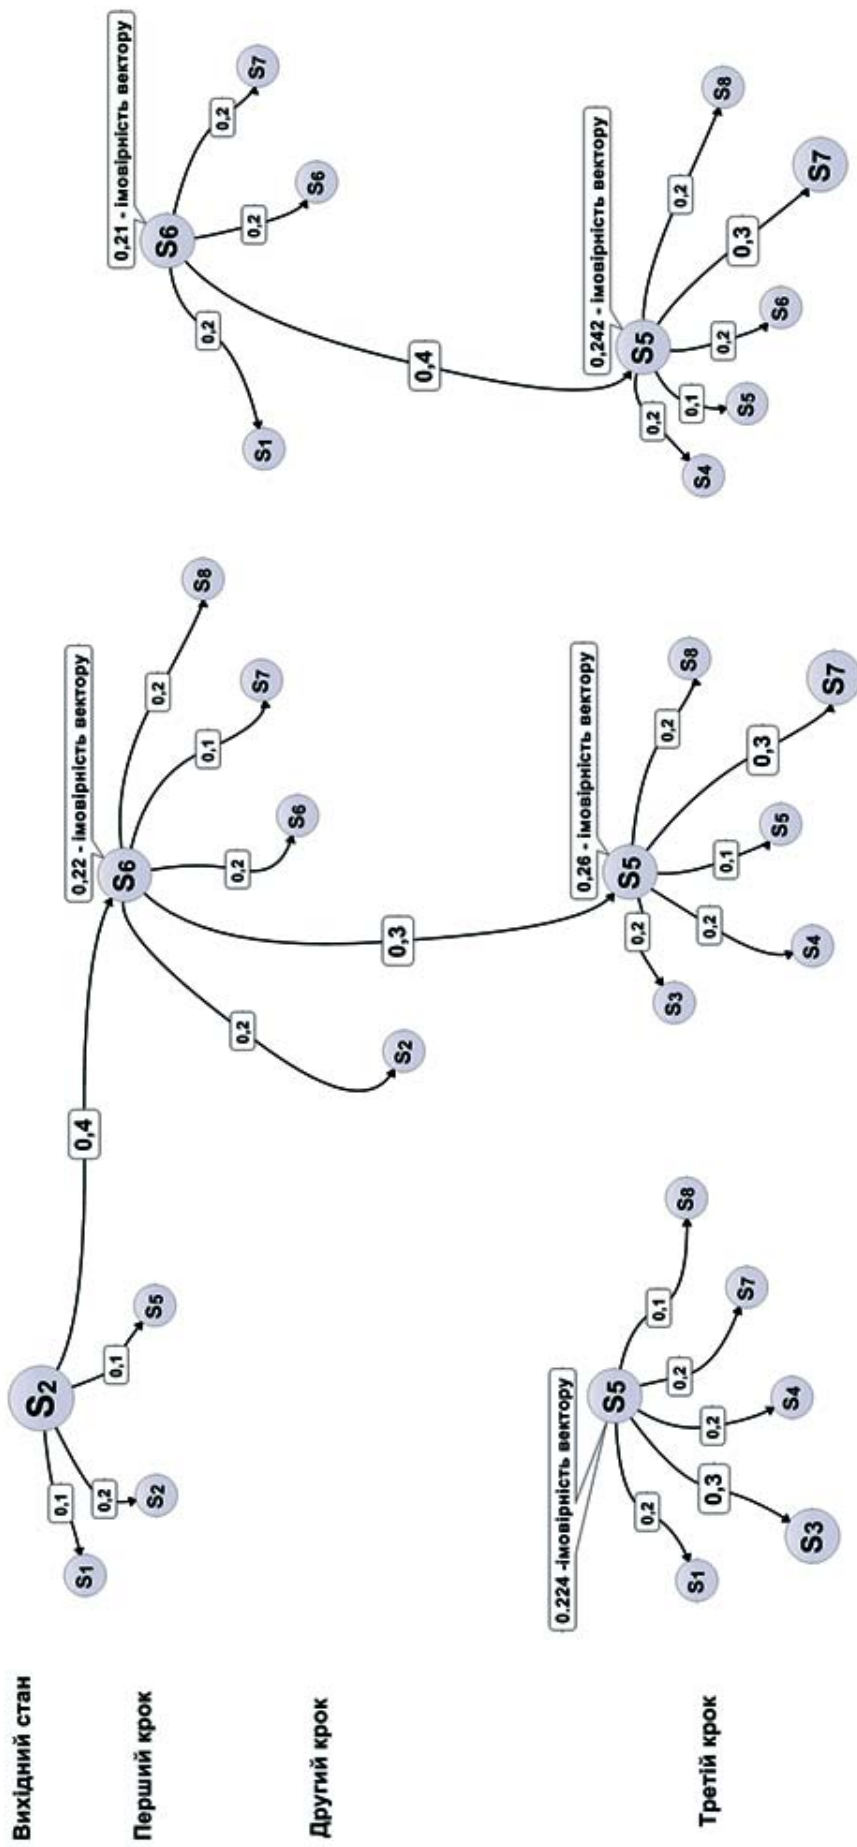 Вихідний стан
S2
0,1
S1
0,2
S2
0,1
S5
0,4
Перший крок
0,22 - імовірність вектору
S6
0,2
S2
0,3
0,2
S6
0,1
S7
0,2
S8
Другий крок
0,21 - імовірність вектору
S6
0,2
S1
0,4
0,2
S6
0,2
S7
Третій крок
0.224 -імовірність вектору
S5
0,2
S1
0,3
S3
0,2
S4
0,2
S7
0,1
S8
0,26 - імовірність вектору
S5
0,2
S3
0,2
S4
0,1
S5
0,3
S7
0,2
S8
0,242 - імовірність вектору
S5
0,2
S4
0,1
S5
0,2
S6
0,3
S7
0,2
S8